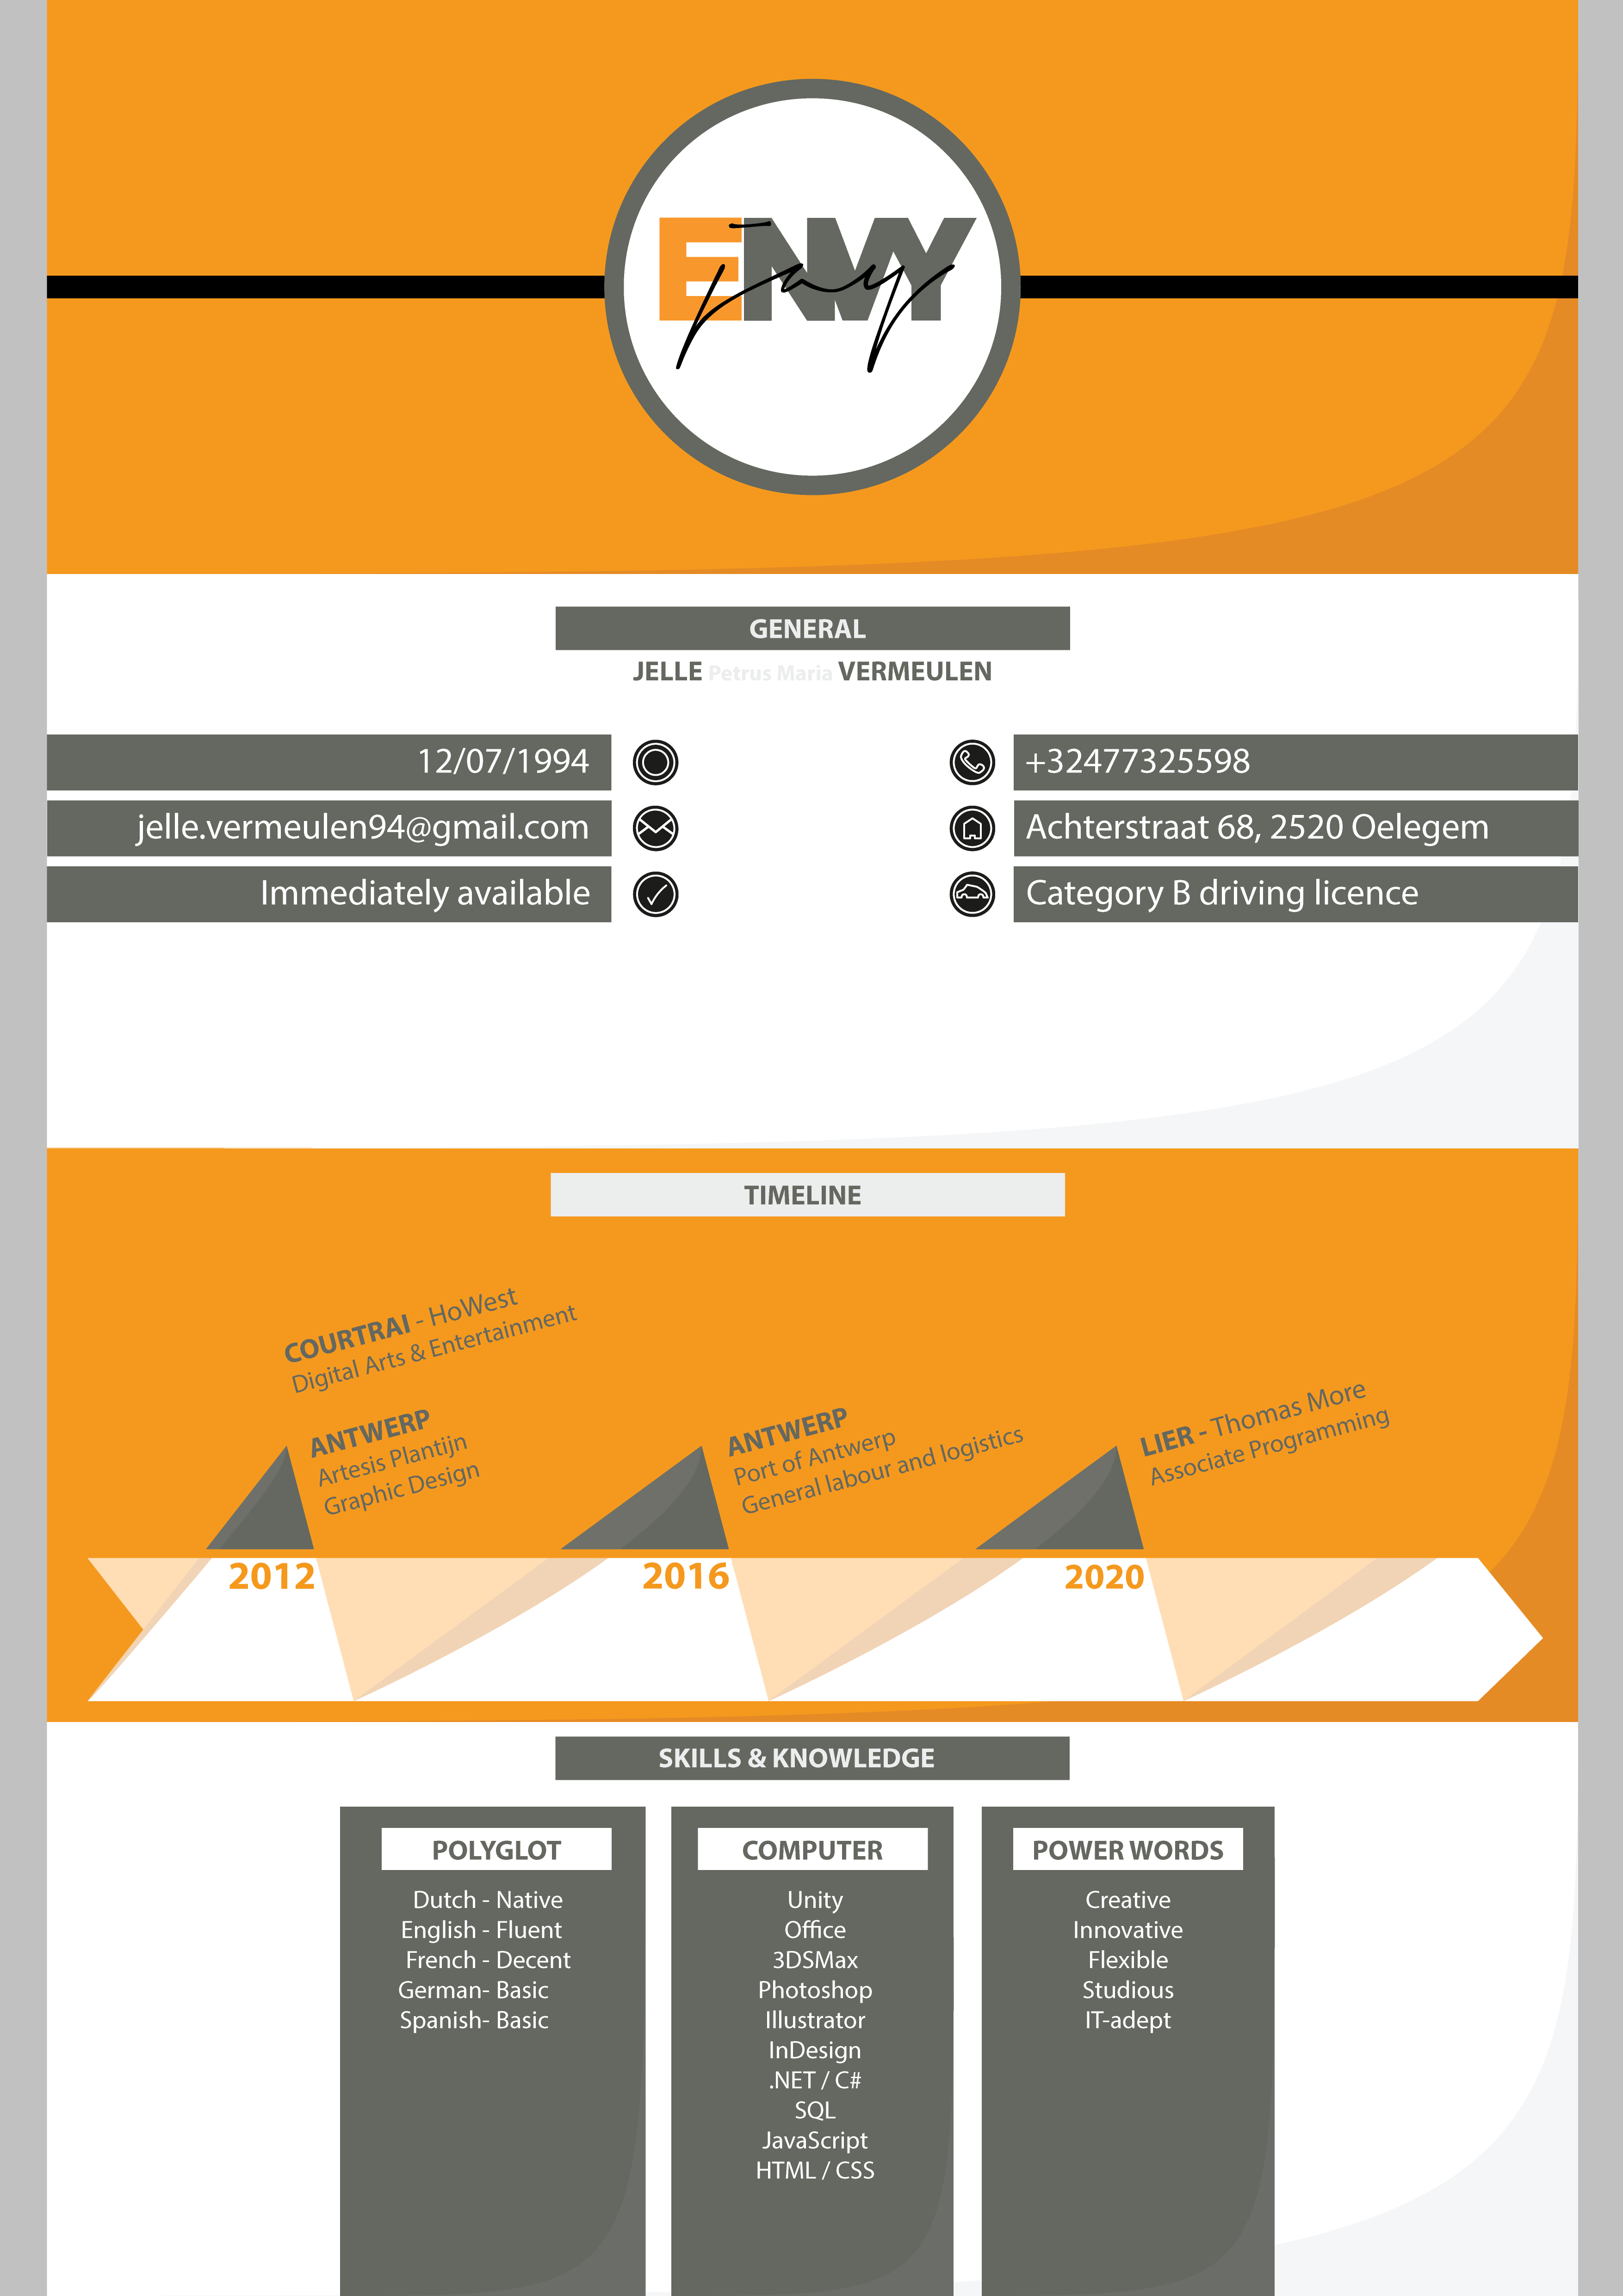 ENVY
Envy
GENERAL
JELLE Petrus Maria VERMEULEN
12/07/1994
+32477325598
jelle.vermeulen94@gmail.com
Achterstraat 68, 2520 Oelegem
Immediately available
Category B driving licence
TIMELINE
COURTRAI - HoWest
Digital Arts & Entertainment
ANTWERP
Artesis Plantijn
Graphic Design
ANTWERP
Port of Antwerp
General labour and logistics
LIER - Thomas More
Associate Programming
2012
2016
2020
SKILLS & KNOWLEDGE
POLYGLOT
Dutch - Native
English - Fluent
French - Decent
German- Basic
Spanish- Basic
COMPUTER
Unity
Office
3DSMax
Photoshop
Illustrator
InDesign
.NET / C#
SQL
JavaScript
HTML / CSS
POWER WORDS
Creative
Innovative
Flexible
Studious
IT-adept